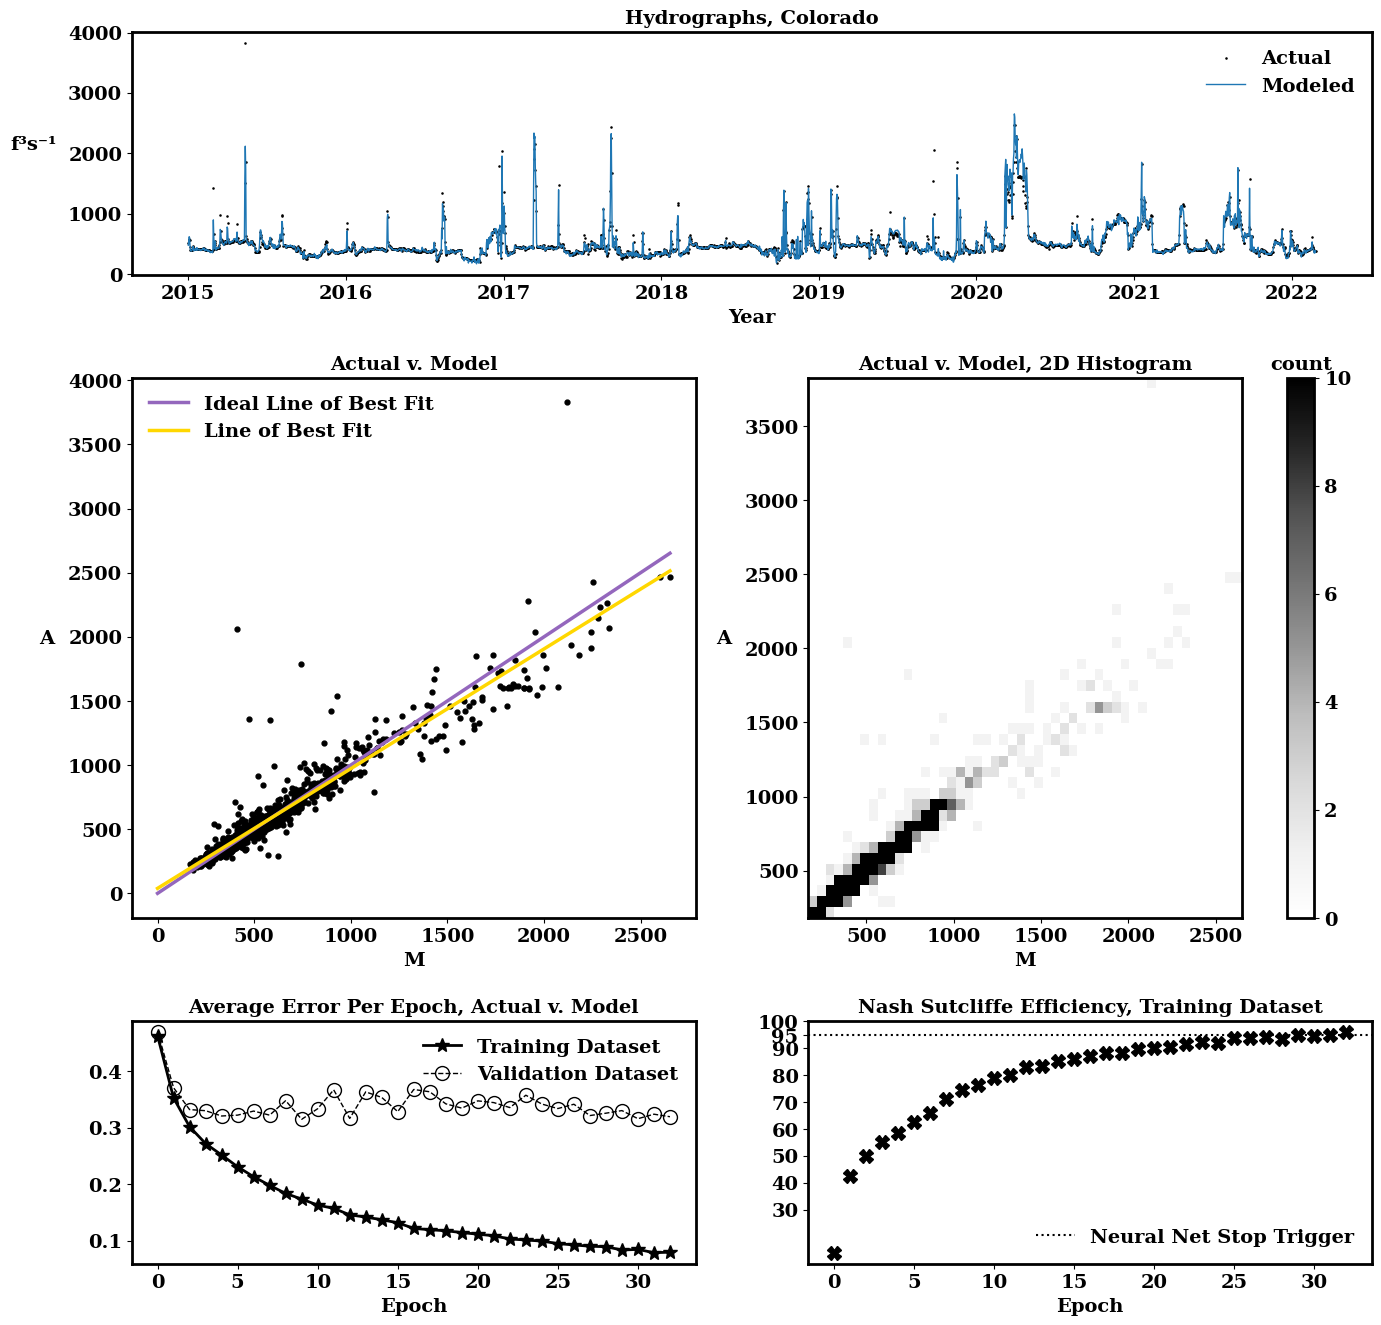 Hydrographs, Colorado
4000
3000
2000
1000
0
f³s⁻¹
Actual
Modeled
2015 2016 2017 2018 2019 2020 2021 2022
Year
Actual v. Model
4000
3500
3000
2500
2000
1500
1000
500
0
A
Ideal Line of Best Fit
Line of Best Fit
0 500 1000 1500 2000 2500
M
Actual v. Model, 2D Histogram
3500
3000
2500
2000
1500
1000
500
A
500 1000 1500 2000 2500
M
count
10
8
6
4
2
0
Average Error Per Epoch, Actual v. Model
0.4
0.3
0.2
0.1
Training Dataset
Validation Dataset
0 5 10 15 20 25 30
Epoch
Nash Sutcliffe Efficiency, Training Dataset
100
95
90
80
70
60
50
40
30
Neural Net Stop Trigger
0 5 10 15 20 25 30
Epoch